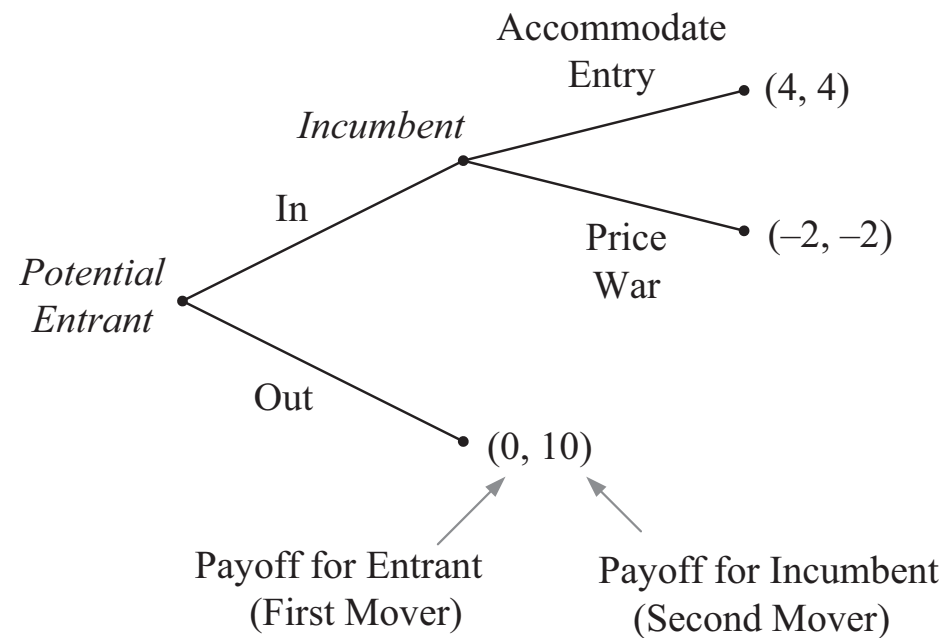 Accommodate
Entry
(4, 4)
Incumbent
In
Price
War
(–2, –2)
Potential
Entrant
Out
(0, 10)
Payoff for Entrant
(First Mover)
Payoff for Incumbent
(Second Mover)